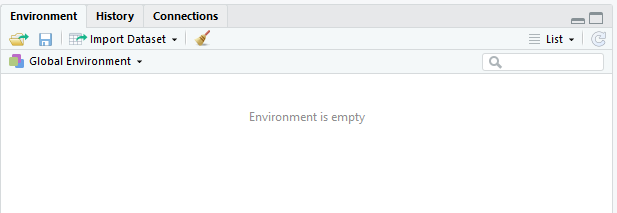 Environment History Connections
Import Dataset List
Global Environment
Environment is empty